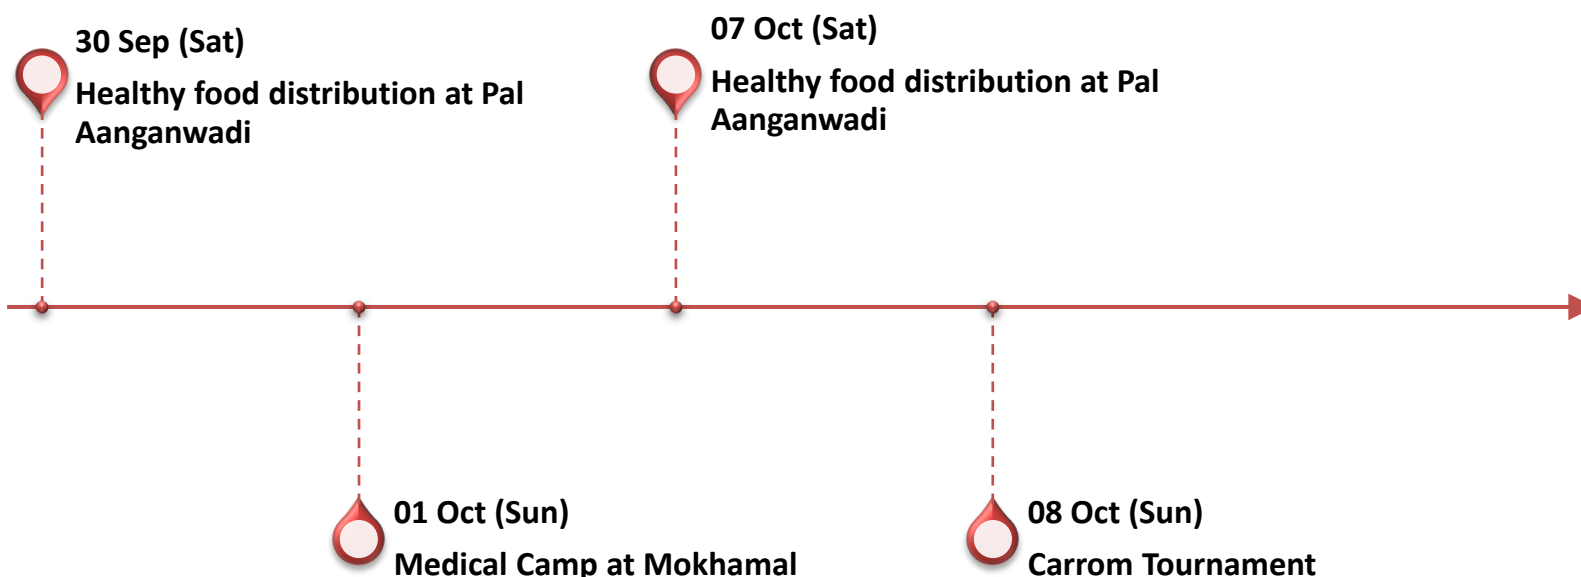 30 Sep (Sat)
Healthy food distribution at Pal
Aanganwadi
01 Oct (Sun)
Medical Camp at Mokhamal
07 Oct (Sat)
Healthy food distribution at Pal
Aanganwadi
08 Oct (Sun)
Carrom Tournament